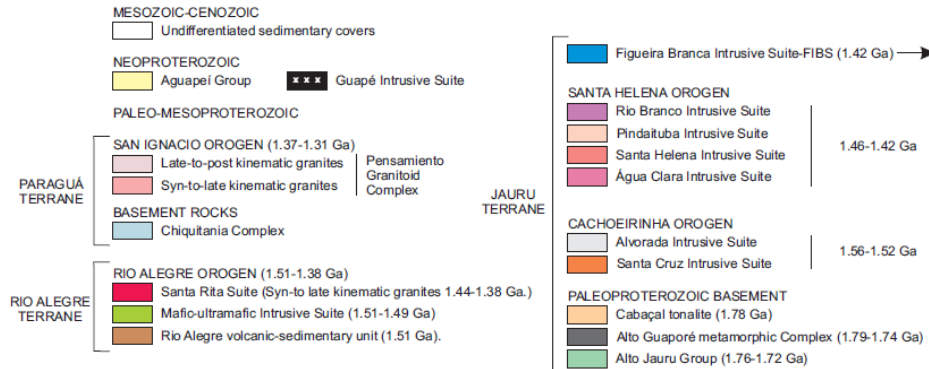 MESOZOIC-CENOZOIC
Undifferentiated sedimentary covers
NEOPROTEROZOIC
Aguapeí Group
Guapé Intrusive Suite
PALEO-MESOPROTEROZOIC
PARAGUÁ
TERRANE
SAN IGNACIO OROGEN (1.37-1.31 Ga)
Late-to-post kinematic granites
Syn-to-late kinematic granites
Pensamiento
Granitoid
Complex
BASEMENT ROCKS
Chiquitania Complex
RIO ALEGRE
TERRANE
RIO ALEGRE OROGEN (1.51-1.38 Ga)
Santa Rita Suite (Syn-to late kinematic granites 1.44-1.38 Ga.)
Mafic-ultramafic Intrusive Suite (1.51-1.49 Ga)
Rio Alegre volcanic-sedimentary unit (1.51 Ga).
JAURU
TERRANE
Figueira Branca Intrusive Suite-FIBS (1.42 Ga)
SANTA HELENA OROGEN
Rio Branco Intrusive Suite
Pindaituba Intrusive Suite
Santa Helena Intrusive Suite
Água Clara Intrusive Suite
1.46-1.42 Ga
CACHOEIRINHA OROGEN
Alvorada Intrusive Suite
Santa Cruz Intrusive Suite
1.56-1.52 Ga
PALEOPROTEROZOIC BASEMENT
Cabaçal tonalite (1.78 Ga)
Alto Guaporé metamorphic Complex (1.79-1.74 Ga)
Alto Jauru Group (1.76-1.72 Ga)